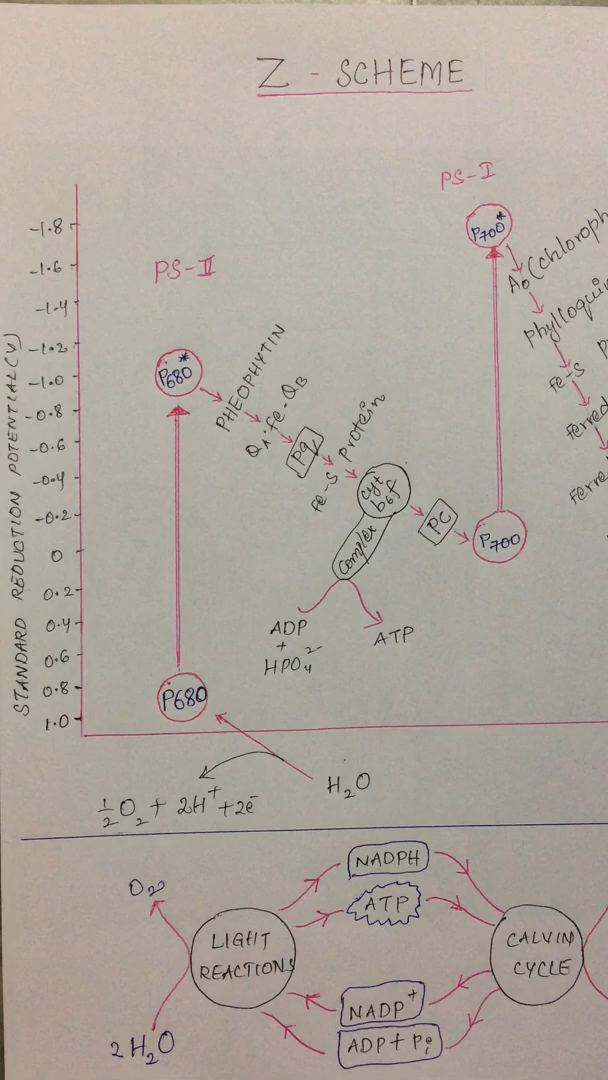 Z - SCHEME
PS-I
PS-II
STANDARD REDUCTION POTENTIAL (V)
-1.8
-1.6
-1.4
-1.2
-1.0
-0.8
-0.6
-0.4
-0.2
0
0.2
0.4
0.6
0.8
1.0
P680*
PHEOPHYTIN
QA·Fe-QB
PQ
Fe-S Protein
Cyt b6f
Complex
PC
P700
P700*
A0 (chloroph
Phylloquin
Fe-S
Ferred
Ferre
ADP
+
HPO4 2-
ATP
P680
H2O
1/2 O2 + 2H+ + 2e-
NADPH
ATP
O2
LIGHT
REACTIONS
CALVIN
CYCLE
NADP+
ADP + Pi
2H2O